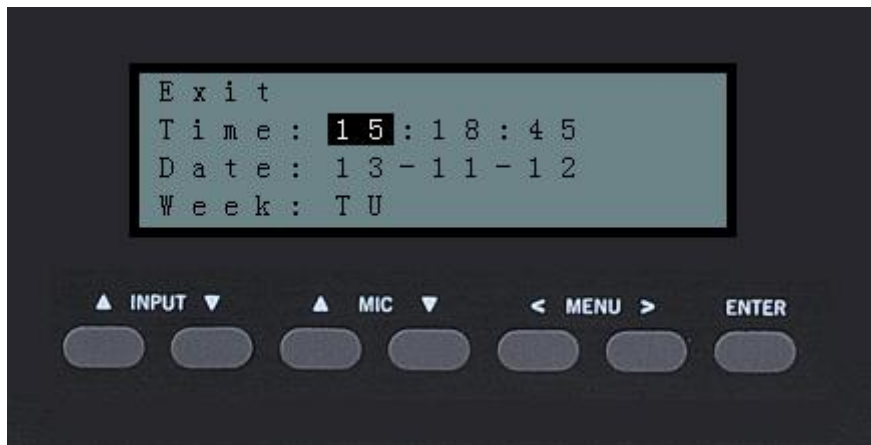 Exit
Time: 15:18:45
Date: 13-11-12
Week: TU
▲ INPUT ▼ ▲ MIC ▼ < MENU > ENTER